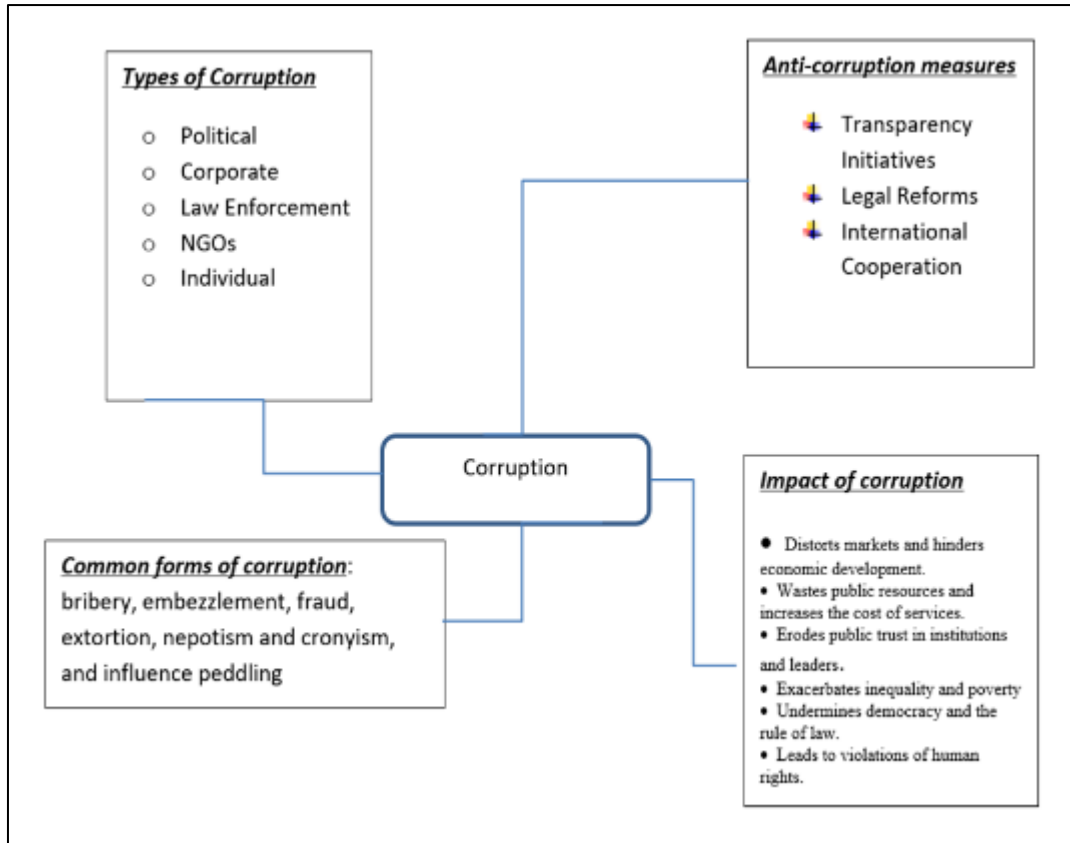 Types of Corruption
o Political
o Corporate
o Law Enforcement
o NGOs
o Individual
Anti-corruption measures
Transparency
Initiatives
Legal Reforms
International
Cooperation
Corruption
Common forms of corruption:
bribery, embezzlement, fraud,
extortion, nepotism and cronyism,
and influence peddling
Impact of corruption
• Distorts markets and hinders
economic development.
• Wastes public resources and
increases the cost of services.
• Erodes public trust in institutions
and leaders.
• Exacerbates inequality and poverty
• Undermines democracy and the
rule of law.
• Leads to violations of human
rights.